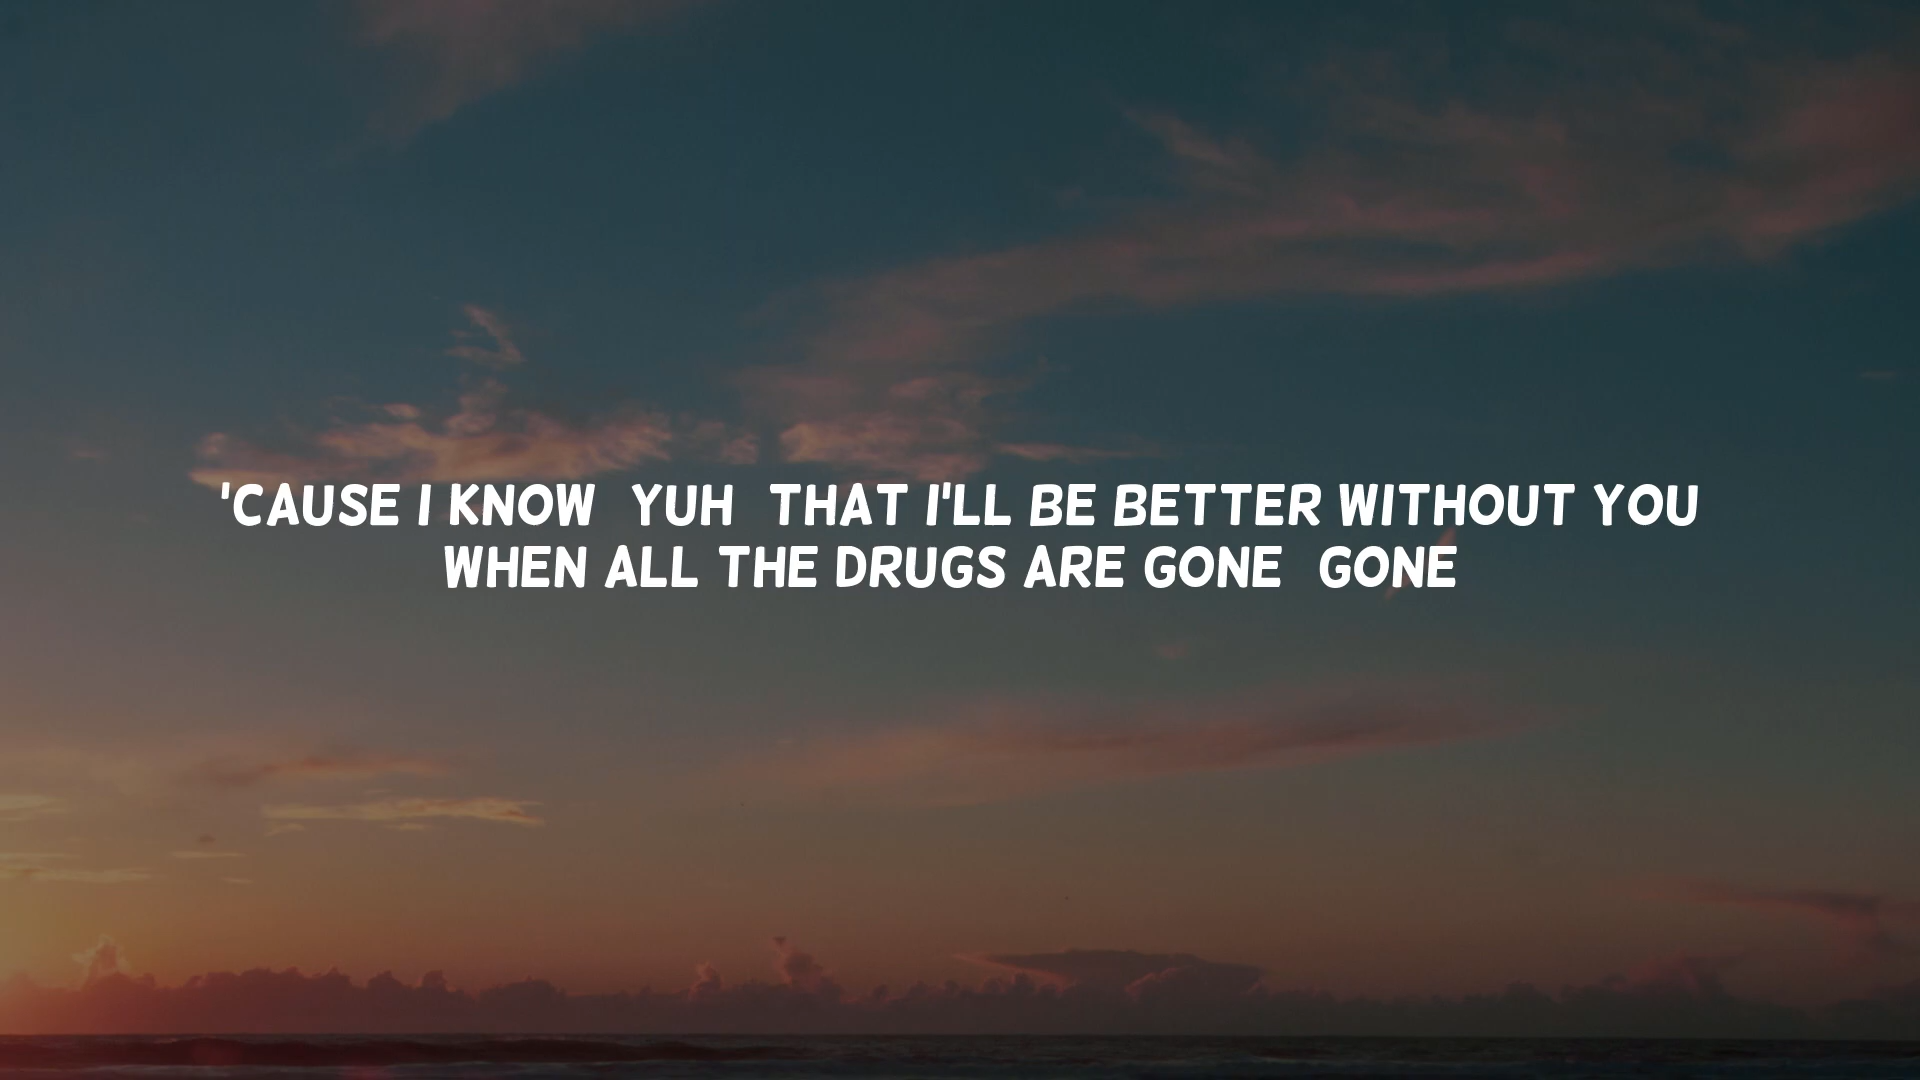 'CAUSE I KNOW  YUH  THAT I'LL BE BETTER WITHOUT YOU
WHEN ALL THE DRUGS ARE GONE  GONE